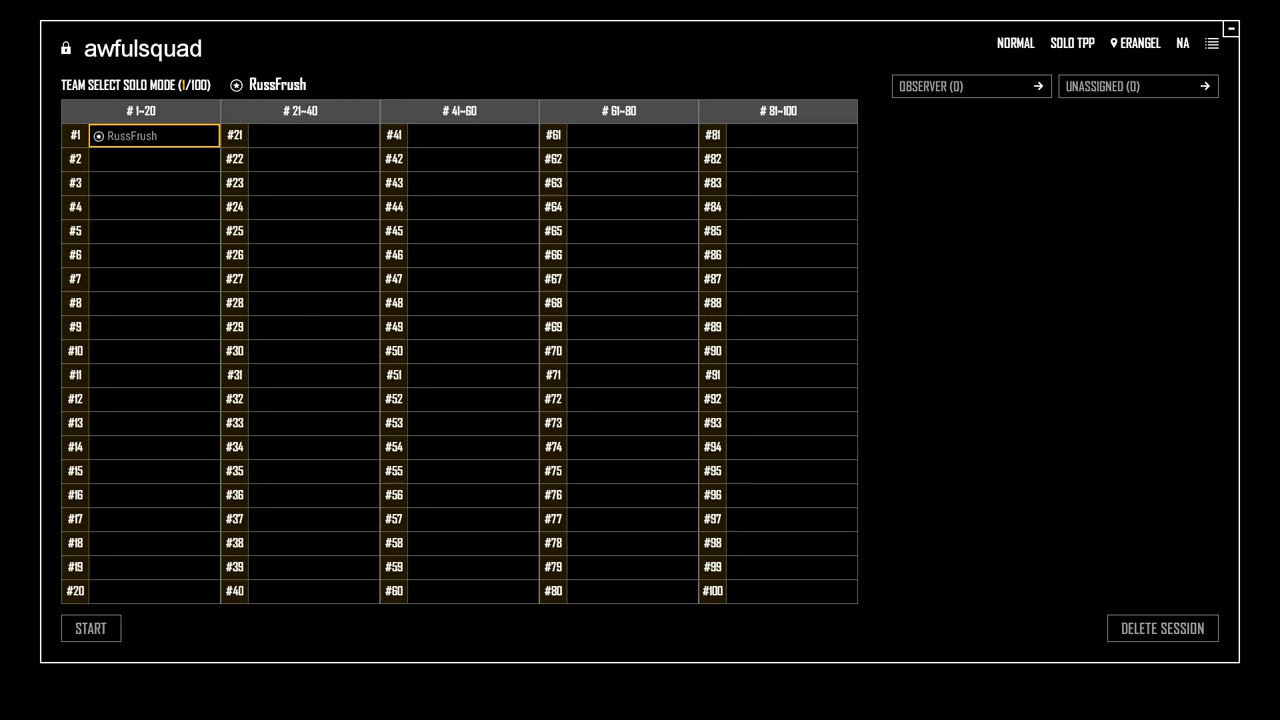 awfulsquad
NORMAL SOLO TPP ERANGEL NA
TEAM SELECT SOLO MODE (1/100) RussFrush
OBSERVER (0) UNASSIGNED (0)
# 1~20 # 21~40 # 41~60 # 61~80 # 81~100
#1 RussFrush #21 #41 #61 #81
#2 #22 #42 #62 #82
#3 #23 #43 #63 #83
#4 #24 #44 #64 #84
#5 #25 #45 #65 #85
#6 #26 #46 #66 #86
#7 #27 #47 #67 #87
#8 #28 #48 #68 #88
#9 #29 #49 #69 #89
#10 #30 #50 #70 #90
#11 #31 #51 #71 #91
#12 #32 #52 #72 #92
#13 #33 #53 #73 #93
#14 #34 #54 #74 #94
#15 #35 #55 #75 #95
#16 #36 #56 #76 #96
#17 #37 #57 #77 #97
#18 #38 #58 #78 #98
#19 #39 #59 #79 #99
#20 #40 #60 #80 #100
START DELETE SESSION